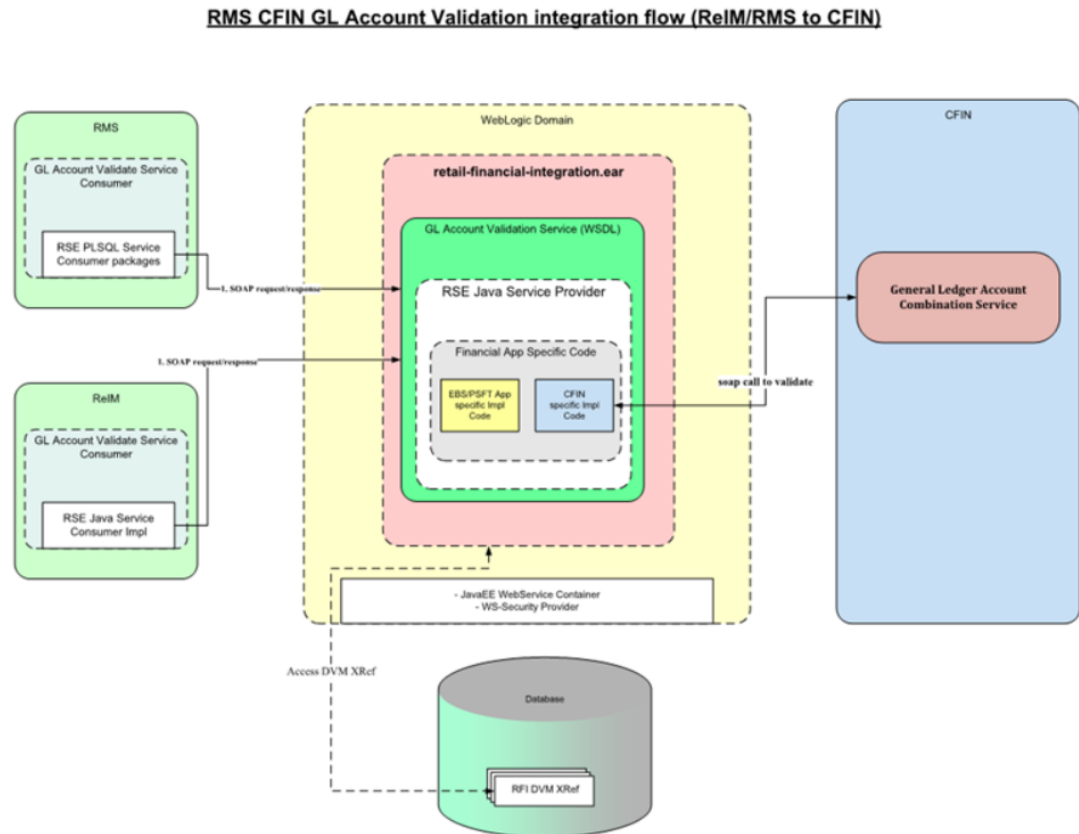 RMS CFIN GL Account Validation integration flow (ReIM/RMS to CFIN)
RMS
GL Account Validate Service
Consumer
RSE PLSQL Service
Consumer packages
1. SOAP request/response
ReIM
GL Account Validate Service
Consumer
RSE Java Service
Consumer Impl
1. SOAP request/response
WebLogic Domain
retail-financial-integration.ear
GL Account Validation Service (WSDL)
RSE Java Service Provider
Financial App Specific Code
EBS/PSFT App
specific Impl
Code
CFIN
specific Impl
Code
- JavaEE WebService Container
- WS-Security Provider
soap call to validate
CFIN
General Ledger Account
Combination Service
Access DVM XRef
Database
RFI DVM XRef